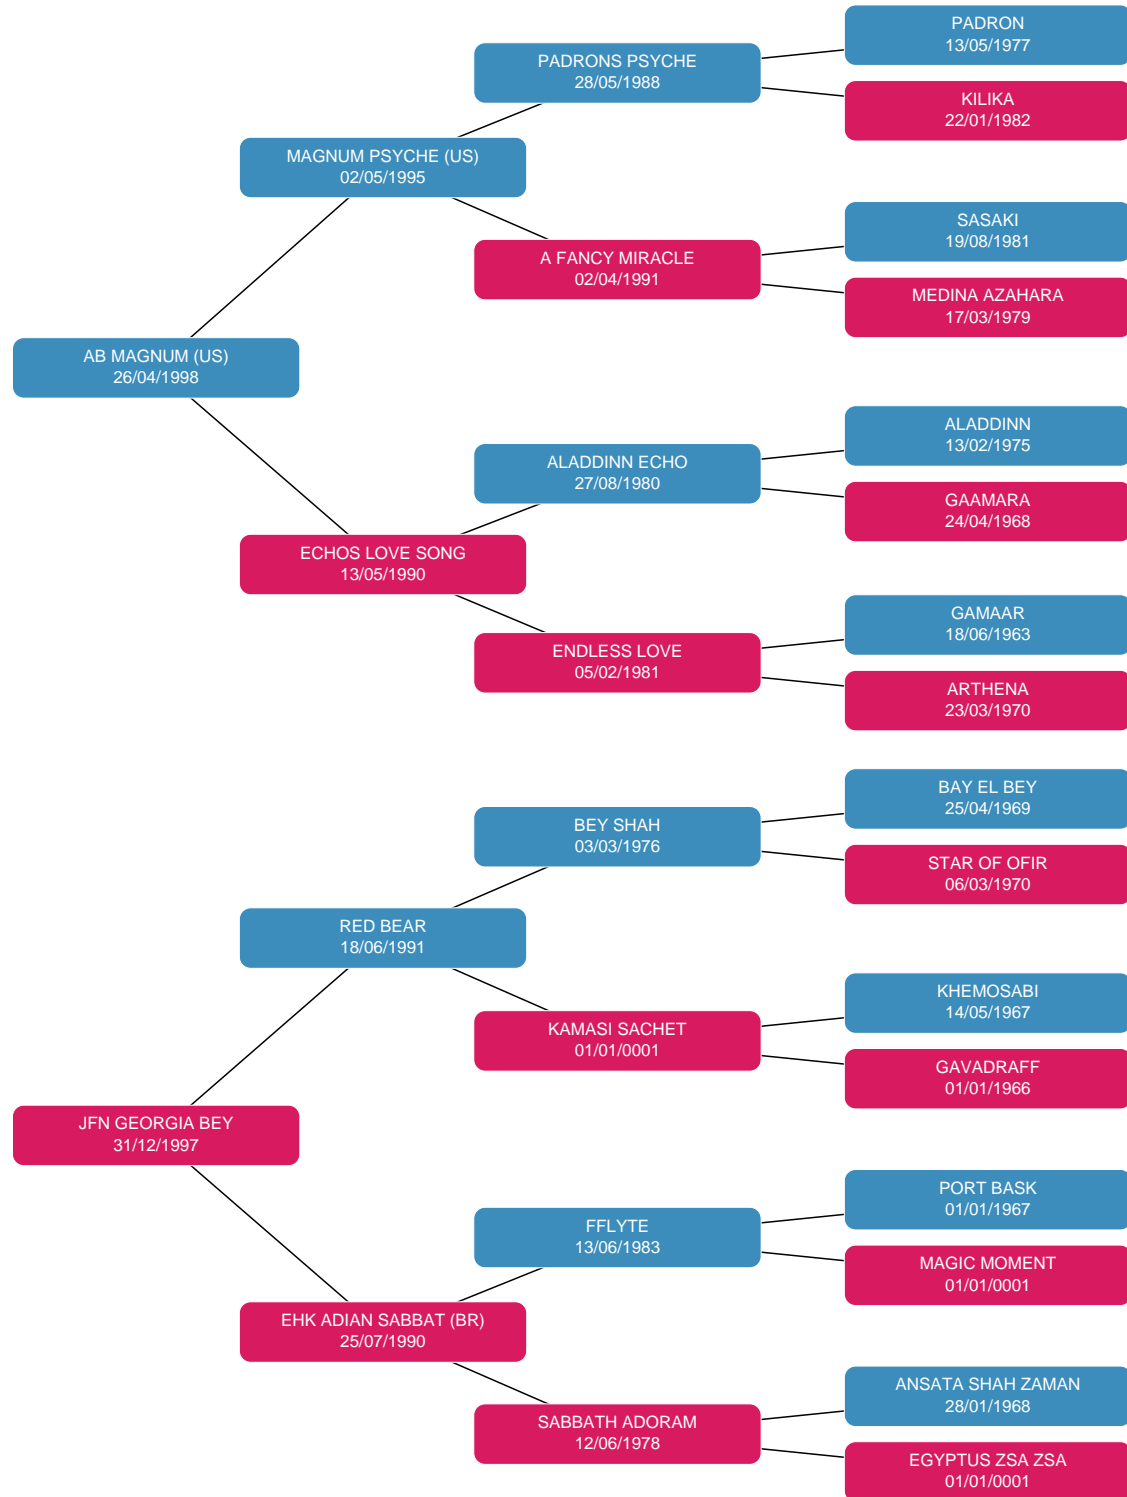 PADRON
13/05/1977
PADRONS PSYCHE
28/05/1988
KILIKA
22/01/1982
MAGNUM PSYCHE (US)
02/05/1995
SASAKI
19/08/1981
A FANCY MIRACLE
02/04/1991
MEDINA AZAHARA
17/03/1979
AB MAGNUM (US)
26/04/1998
ALADDINN
13/02/1975
ALADDINN ECHO
27/08/1980
GAAMARA
24/04/1968
ECHOS LOVE SONG
13/05/1990
GAMAAR
18/06/1963
ENDLESS LOVE
05/02/1981
ARTHENA
23/03/1970
BAY EL BEY
25/04/1969
BEY SHAH
03/03/1976
STAR OF OFIR
06/03/1970
RED BEAR
18/06/1991
KHEMOSABI
14/05/1967
KAMASI SACHET
01/01/0001
GAVADRAFF
01/01/1966
JFN GEORGIA BEY
31/12/1997
PORT BASK
01/01/1967
FFLYTE
13/06/1983
MAGIC MOMENT
01/01/0001
EHK ADIAN SABBAT (BR)
25/07/1990
ANSATA SHAH ZAMAN
28/01/1968
SABBATH ADORAM
12/06/1978
EGYPTUS ZSA ZSA
01/01/0001